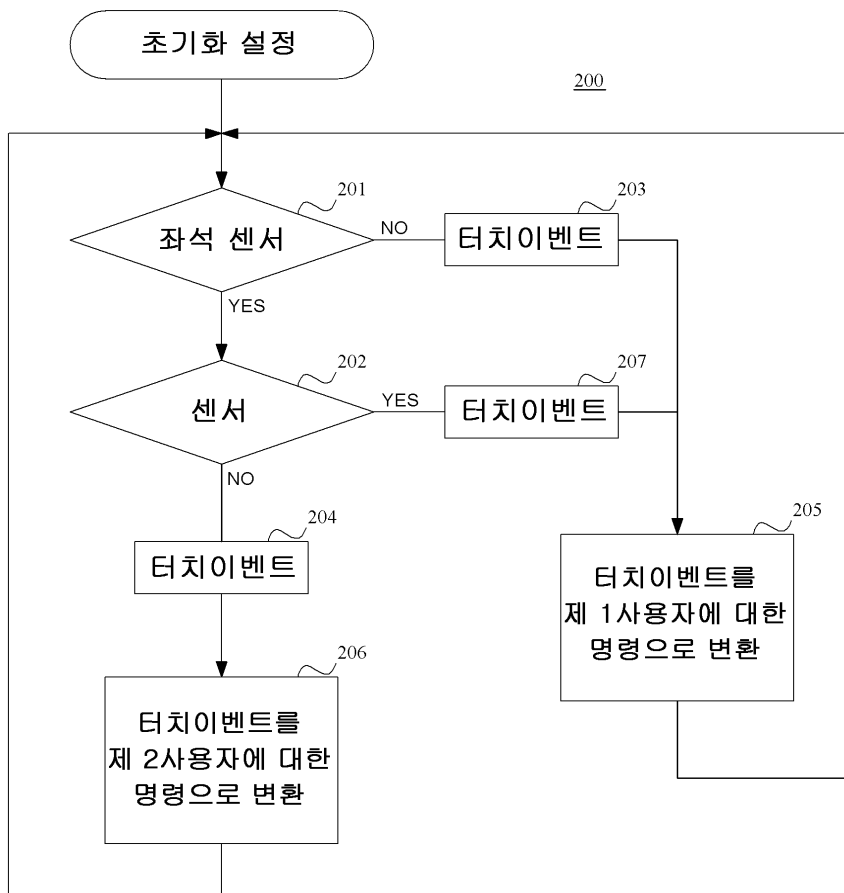 초기화 설정
200
201
좌석 센서
NO
203
터치이벤트
YES
202
센서
YES
207
터치이벤트
NO
204
터치이벤트
205
터치이벤트를
제 1사용자에 대한
명령으로 변환
206
터치이벤트를
제 2사용자에 대한
명령으로 변환